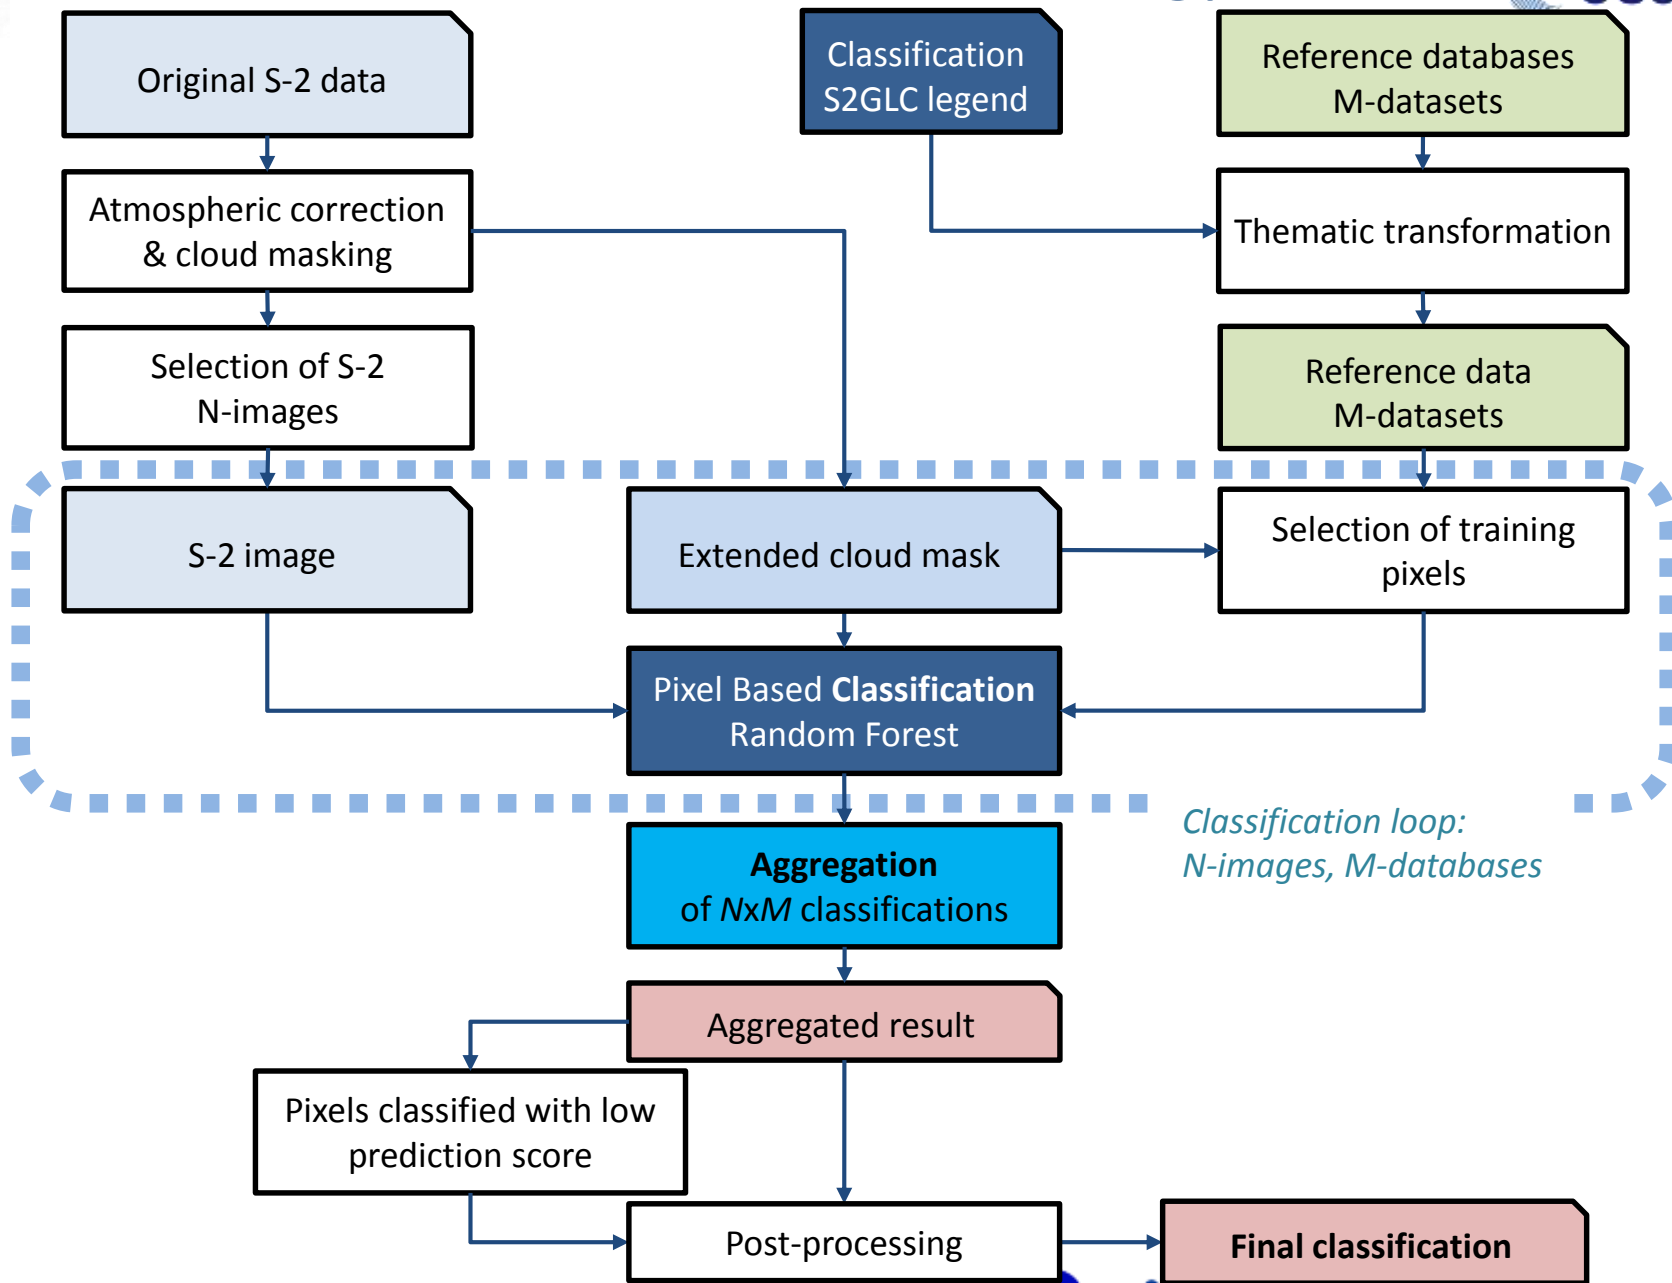 Original S-2 data
Classification
S2GLC legend
Reference databases
M-datasets
Atmospheric correction
& cloud masking
Thematic transformation
Selection of S-2
N-images
Reference data
M-datasets
S-2 image
Extended cloud mask
Selection of training
pixels
Pixel Based Classification
Random Forest
Classification loop:
N-images, M-databases
Aggregation
of NxM classifications
Aggregated result
Pixels classified with low
prediction score
Post-processing
Final classification